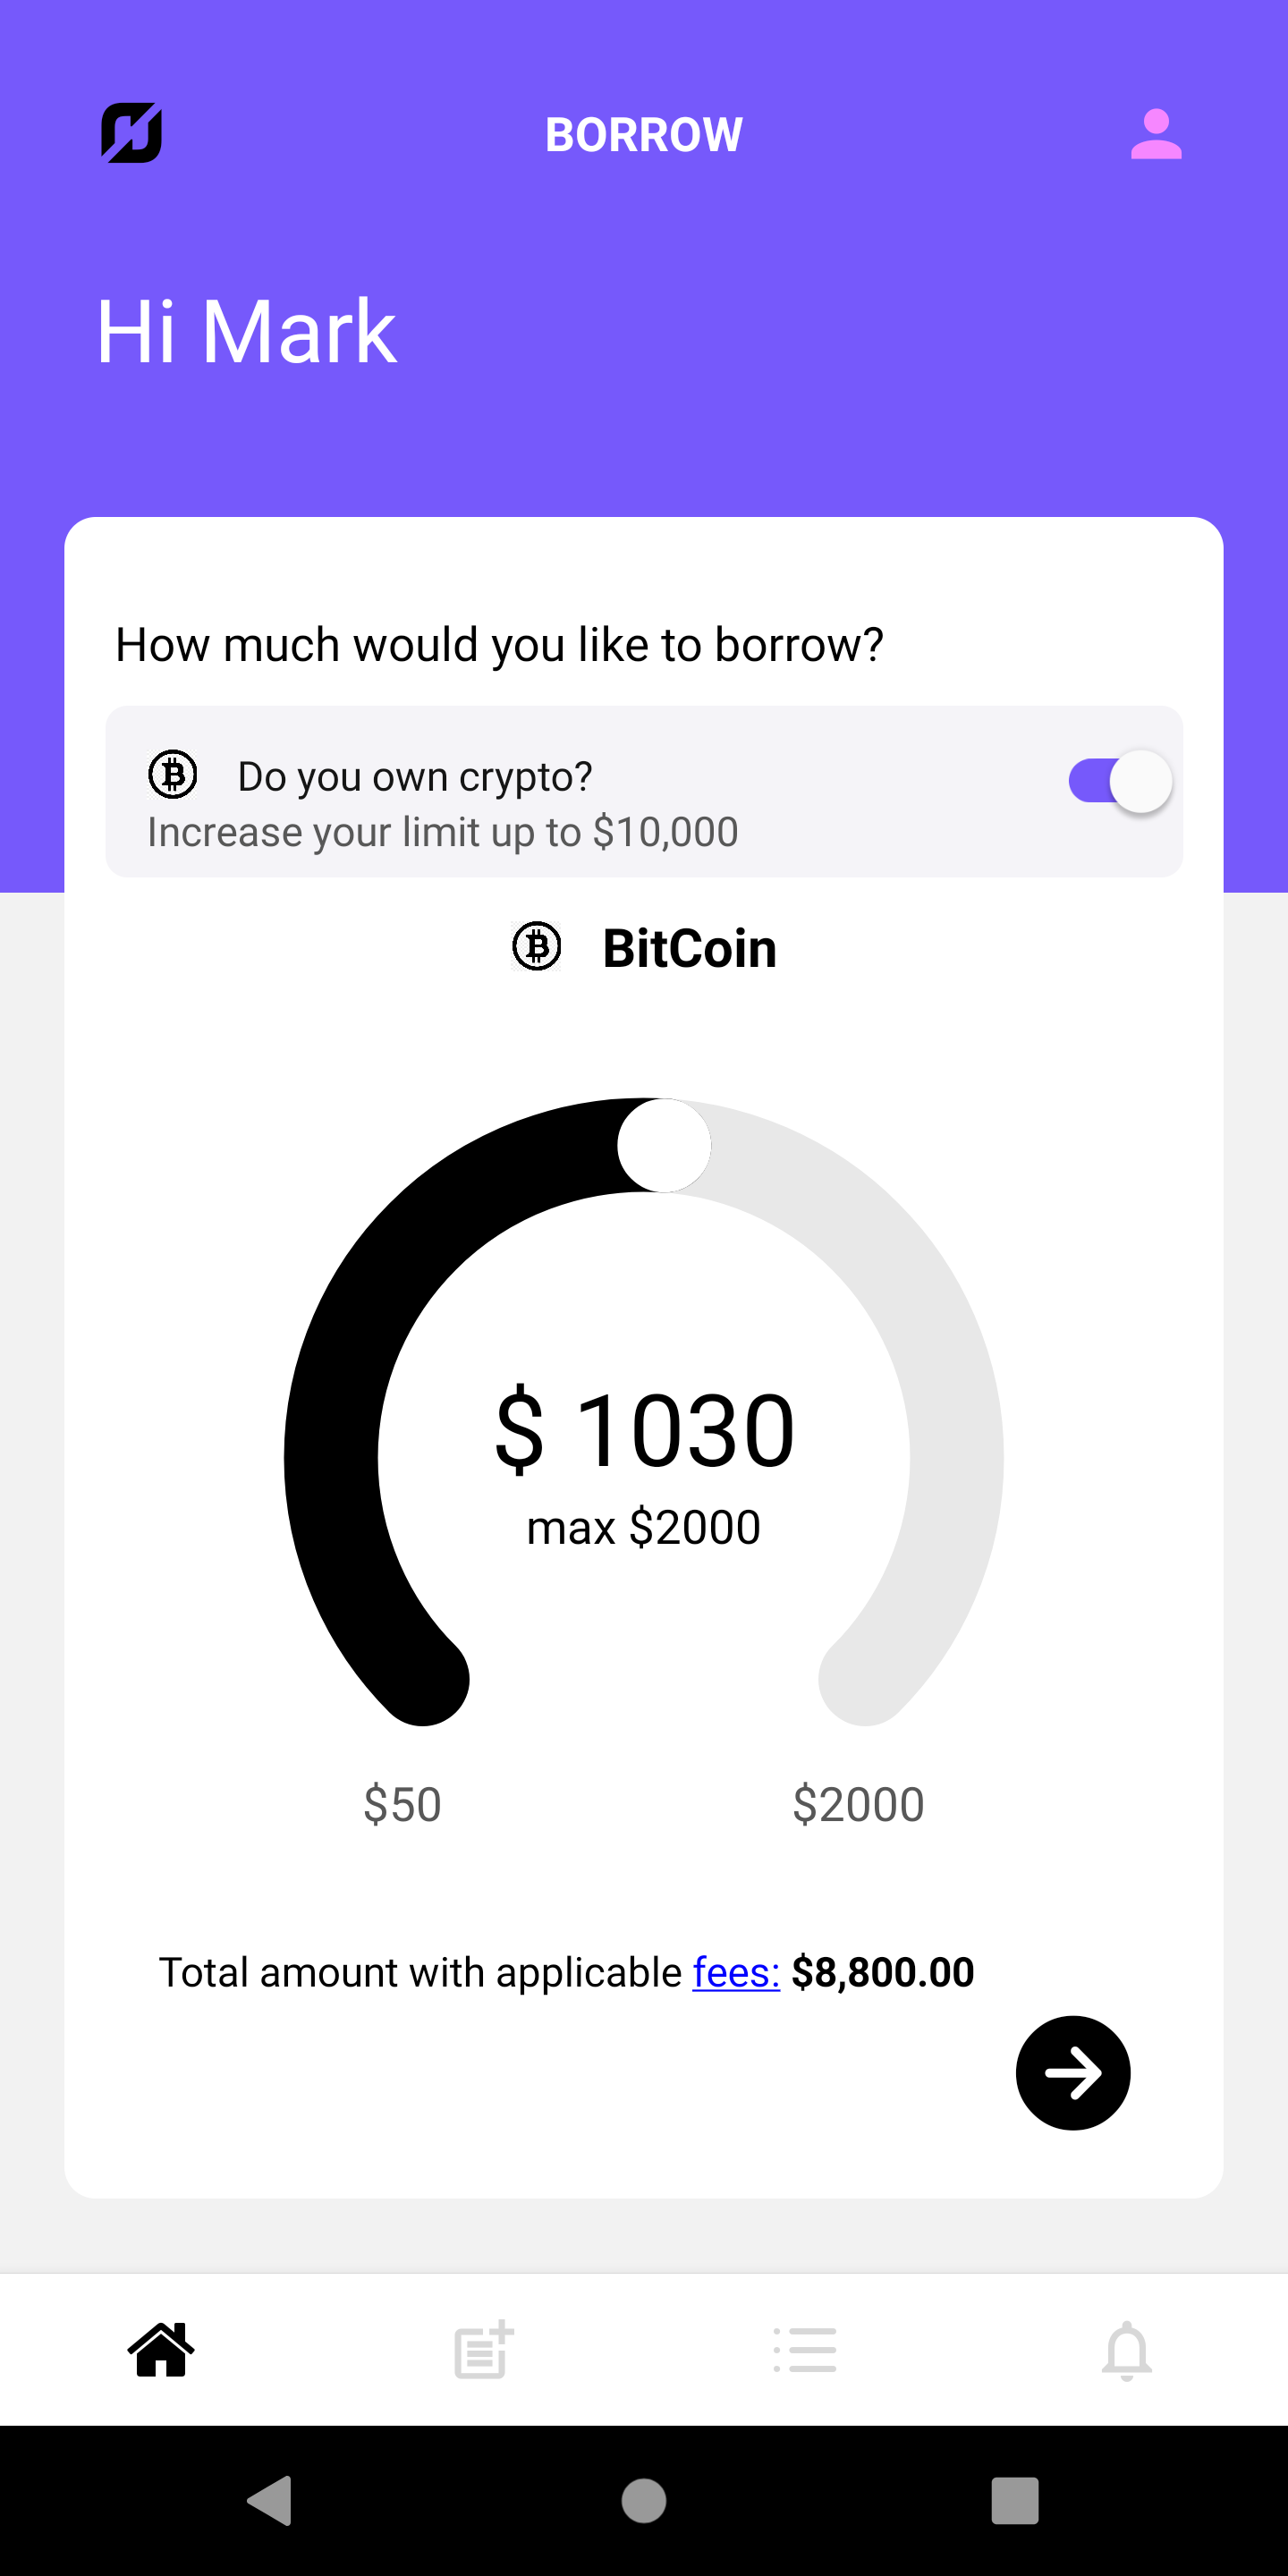 BORROW
Hi Mark
How much would you like to borrow?
Do you own crypto?
Increase your limit up to $10,000
BitCoin
$ 1030
max $2000
$50 $2000
Total amount with applicable fees: $8,800.00